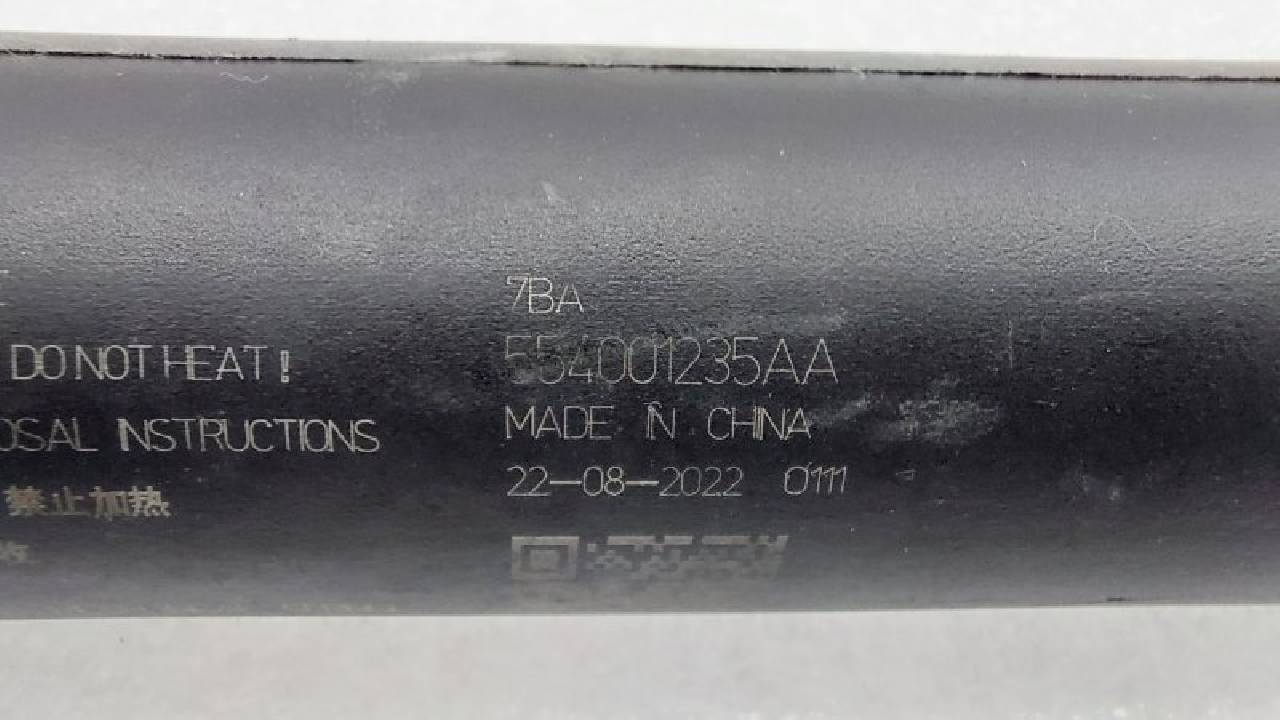 7BA
DO NOT HEAT! 554001235AA
OSAL INSTRUCTIONS MADE IN CHINA
禁止加热 22-08-2022 0111